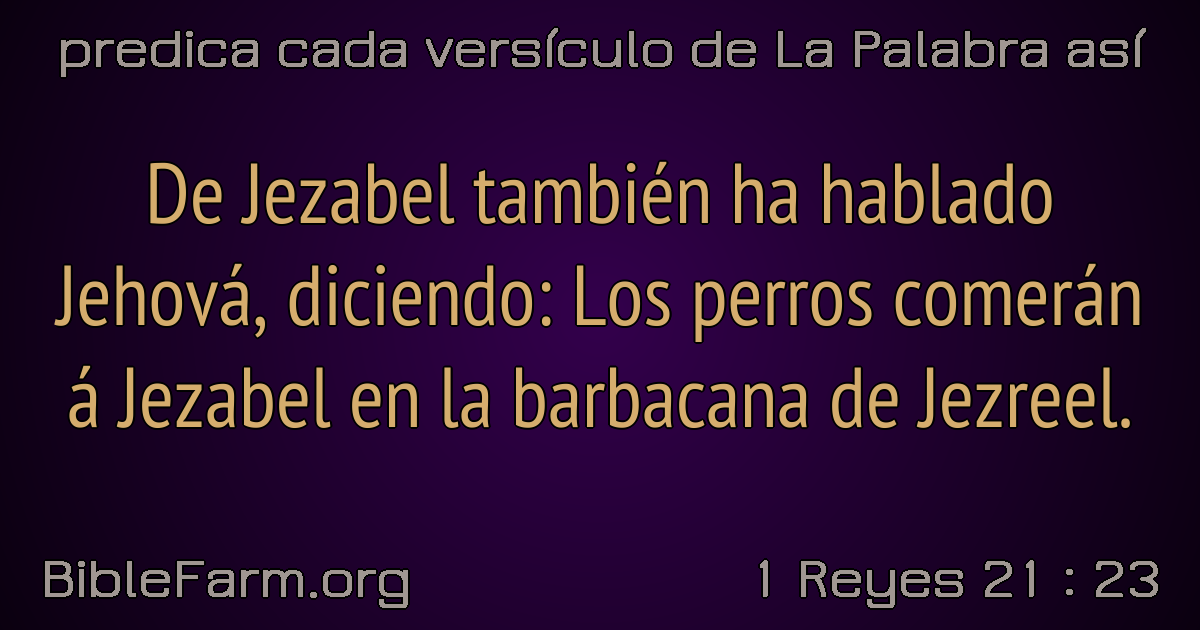 predica cada versículo de La Palabra así
De Jezabel también ha hablado
Jehová, diciendo: Los perros comerán
á Jezabel en la barbacana de Jezreel.
BibleFarm.org
1 Reyes 21 : 23